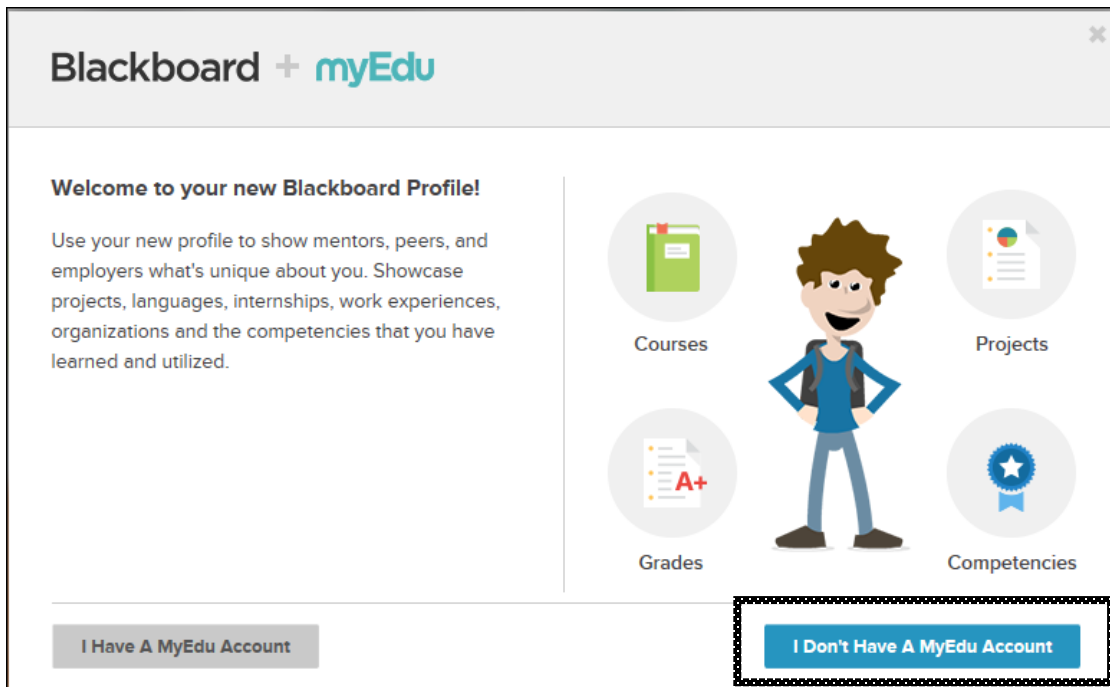 Blackboard + myEdu
Welcome to your new Blackboard Profile!
Use your new profile to show mentors, peers, and
employers what's unique about you. Showcase
projects, languages, internships, work experiences,
organizations and the competencies that you have
learned and utilized.
Courses
Projects
A+
Grades
Competencies
I Have A MyEdu Account
I Don't Have A MyEdu Account